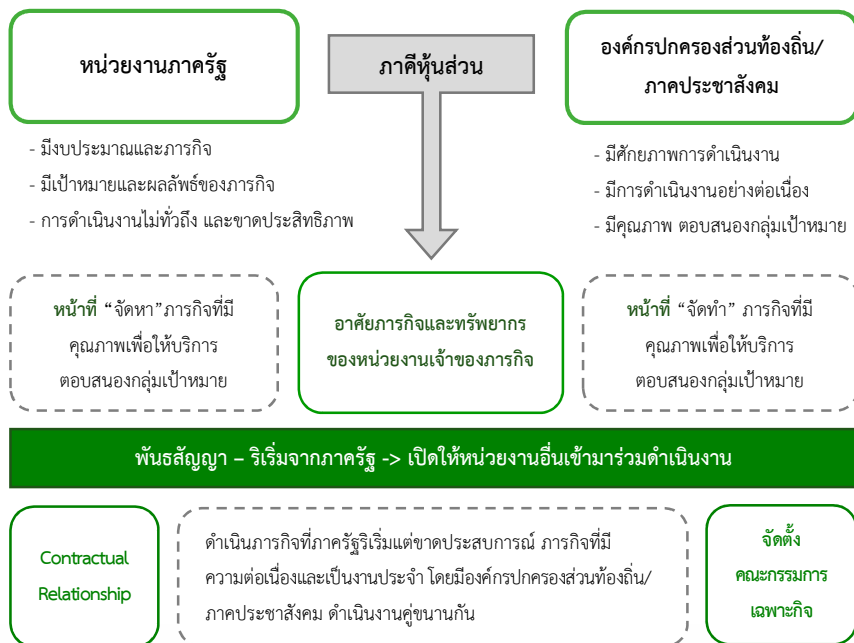 หน่วยงานภาครัฐ
ภาคีหุ้นส่วน
องค์กรปกครองส่วนท้องถิ่น/
ภาคประชาสังคม
- มีงบประมาณและภารกิจ
- มีเป้าหมายและผลลัพธ์ของภารกิจ
- การดำเนินงานไม่ทั่วถึง และขาดประสิทธิภาพ
- มีศักยภาพการดำเนินงาน
- มีการดำเนินงานอย่างต่อเนื่อง
- มีคุณภาพ ตอบสนองกลุ่มเป้าหมาย
หน้าที่ “จัดหา”ภารกิจที่มี
คุณภาพเพื่อให้บริการ
ตอบสนองกลุ่มเป้าหมาย
อาศัยภารกิจและทรัพยากร
ของหน่วยงานเจ้าของภารกิจ
หน้าที่ “จัดทำ” ภารกิจที่มี
คุณภาพเพื่อให้บริการ
ตอบสนองกลุ่มเป้าหมาย
พันธสัญญา – ริเริ่มจากภาครัฐ -> เปิดให้หน่วยงานอื่นเข้ามาร่วมดำเนินงาน
Contractual
Relationship
ดำเนินภารกิจที่ภาครัฐริเริ่มแต่ขาดประสบการณ์ ภารกิจที่มี
ความต่อเนื่องและเป็นงานประจำ โดยมีองค์กรปกครองส่วนท้องถิ่น/
ภาคประชาสังคม ดำเนินงานคู่ขนานกัน
จัดตั้ง
คณะกรรมการ
เฉพาะกิจ